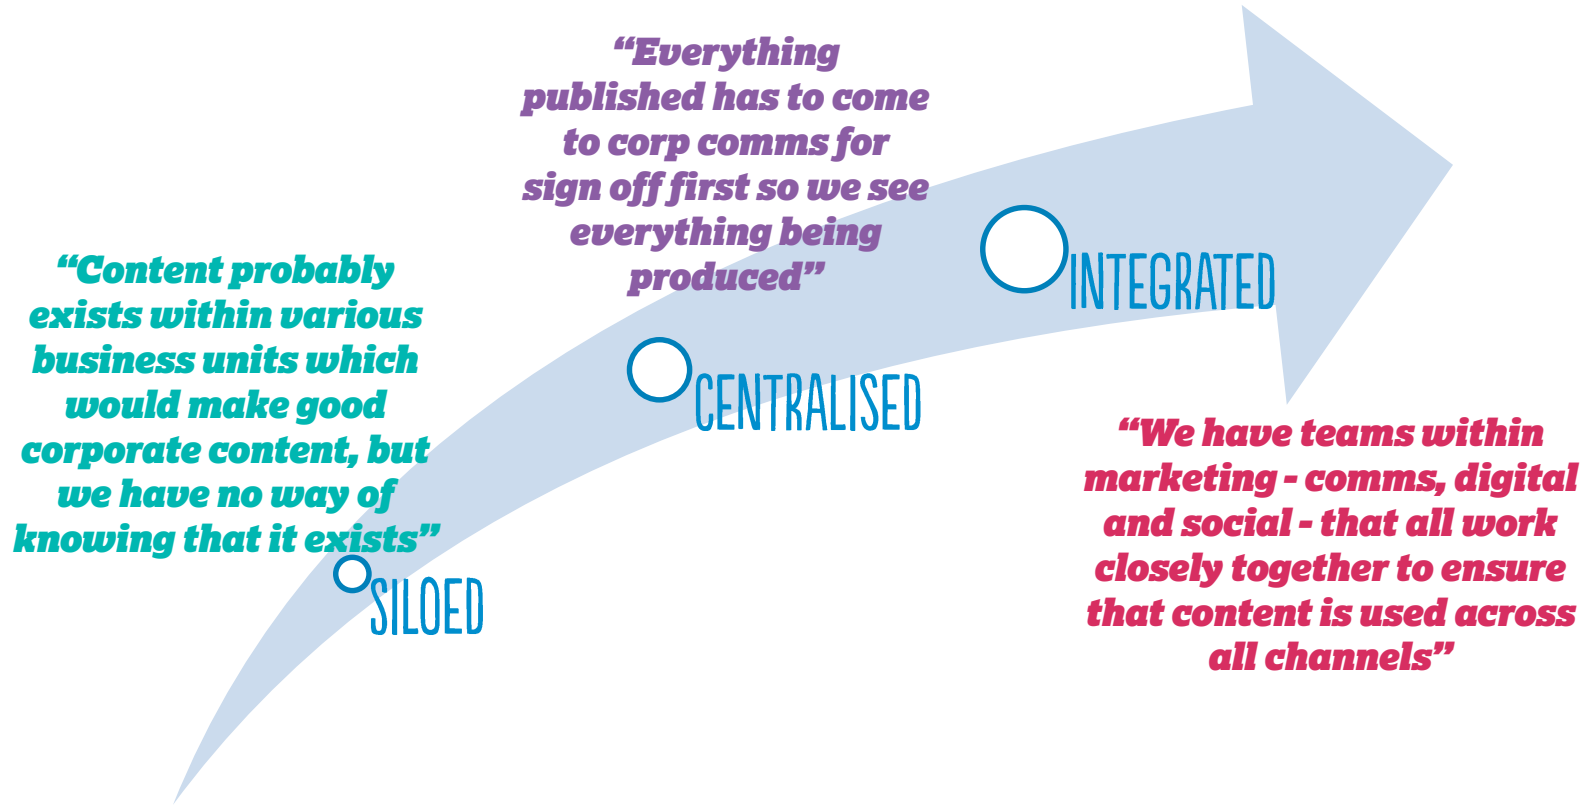 “Everything
published has to come
to corp comms for
sign off first so we see
everything being
produced”
“Content probably
exists within various
business units which
would make good
corporate content, but
we have no way of
knowing that it exists”
INTEGRATED
CENTRALISED
SILOED
“We have teams within
marketing - comms, digital
and social - that all work
closely together to ensure
that content is used across
all channels”